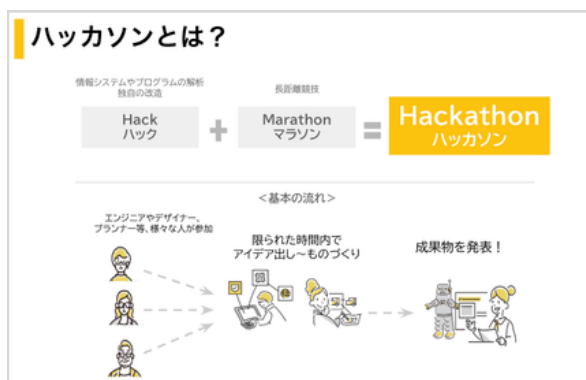 ハッカソンとは？
情報システムやプログラムの解析
独自の改造
長距離競技
Hack
ハック
+
Marathon
マラソン
=
Hackathon
ハッカソン
＜基本の流れ＞
エンジニアやデザイナー、
プランナー等、様々な人が参加
限られた時間内で
アイデア出し～ものづくり
成果物を発表！